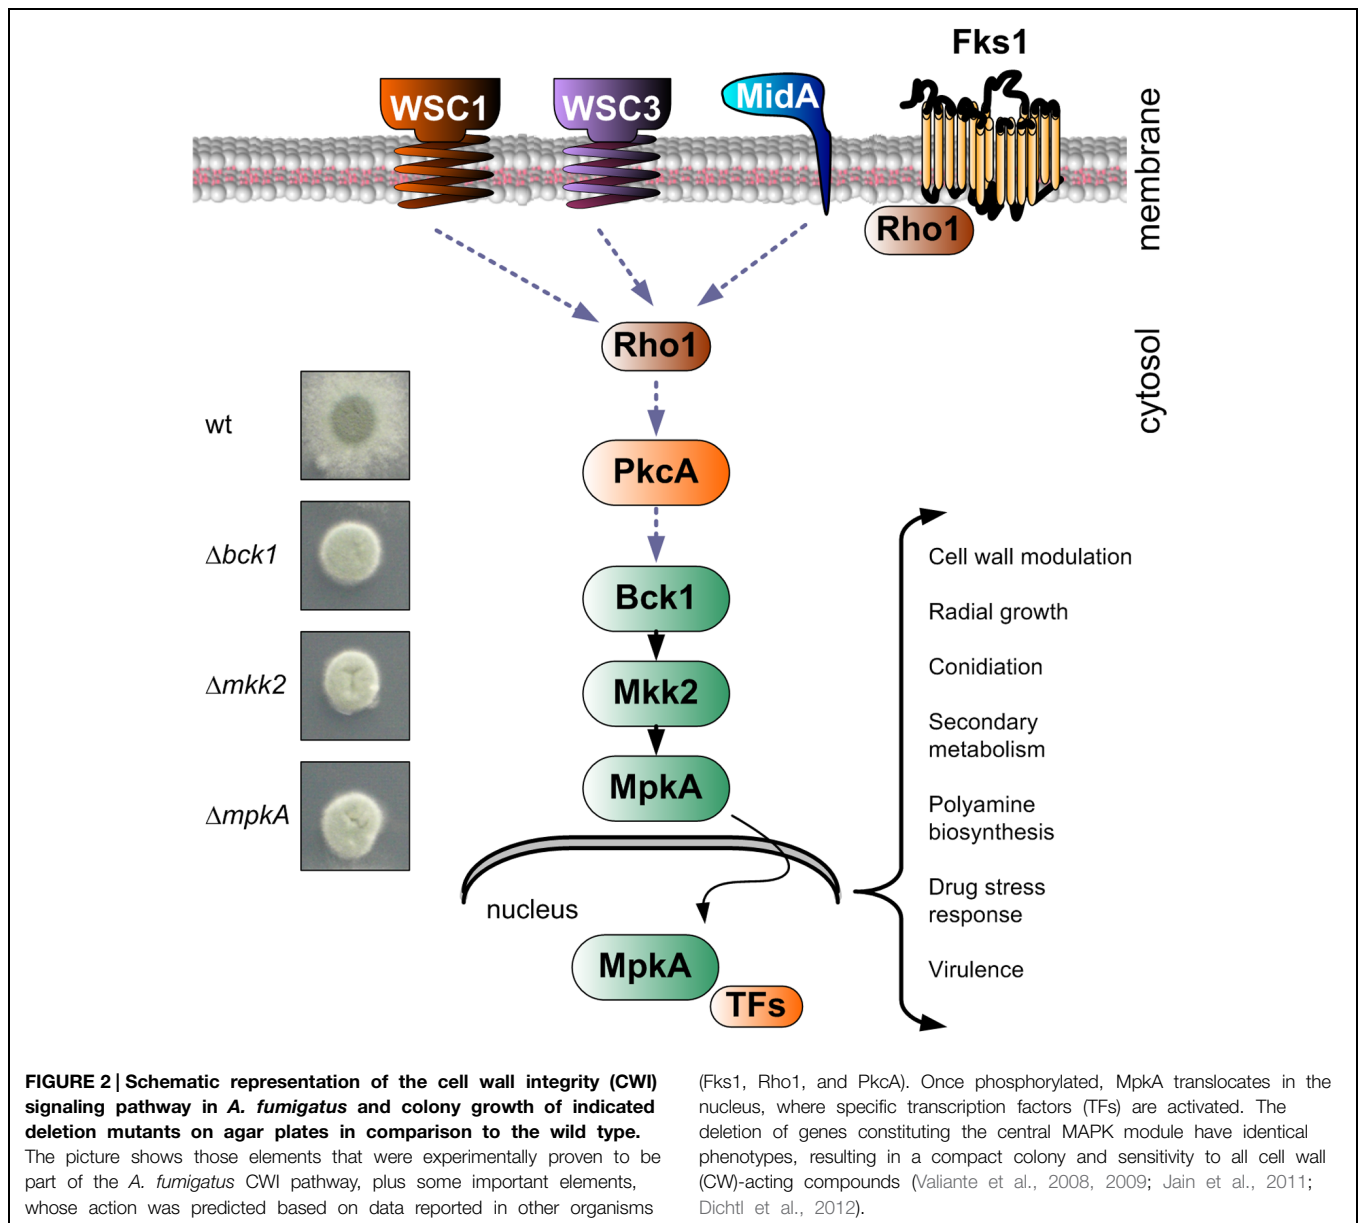 Fks1
WSC1
WSC3
MidA
Rho1
membrane
Rho1
cytosol
wt
PkcA
Δbck1
Bck1
Δmkk2
Mkk2
ΔmpkA
MpkA
nucleus
MpkA
TFs
Cell wall modulation
Radial growth
Conidiation
Secondary
metabolism
Polyamine
biosynthesis
Drug stress
response
Virulence
FIGURE 2 | Schematic representation of the cell wall integrity (CWI)
signaling pathway in A. fumigatus and colony growth of indicated
deletion mutants on agar plates in comparison to the wild type.
The picture shows those elements that were experimentally proven to be
part of the A. fumigatus CWI pathway, plus some important elements,
whose action was predicted based on data reported in other organisms
(Fks1, Rho1, and PkcA). Once phosphorylated, MpkA translocates in the
nucleus, where specific transcription factors (TFs) are activated. The
deletion of genes constituting the central MAPK module have identical
phenotypes, resulting in a compact colony and sensitivity to all cell wall
(CW)-acting compounds (Valiante et al., 2008, 2009; Jain et al., 2011;
Dichtl et al., 2012).